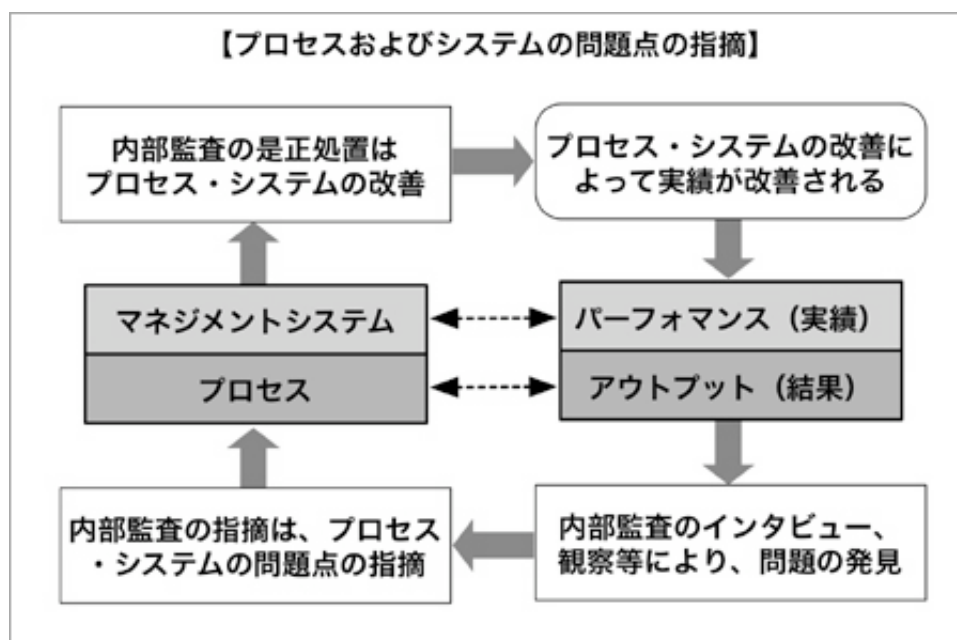 【プロセスおよびシステムの問題点の指摘】
内部監査の是正処置は
プロセス・システムの改善
プロセス・システムの改善に
よって実績が改善される
マネジメントシステム
パーフォマンス（実績）
プロセス
アウトプット（結果）
内部監査の指摘は、プロセス
・システムの問題点の指摘
内部監査のインタビュー、
観察等により、問題の発見